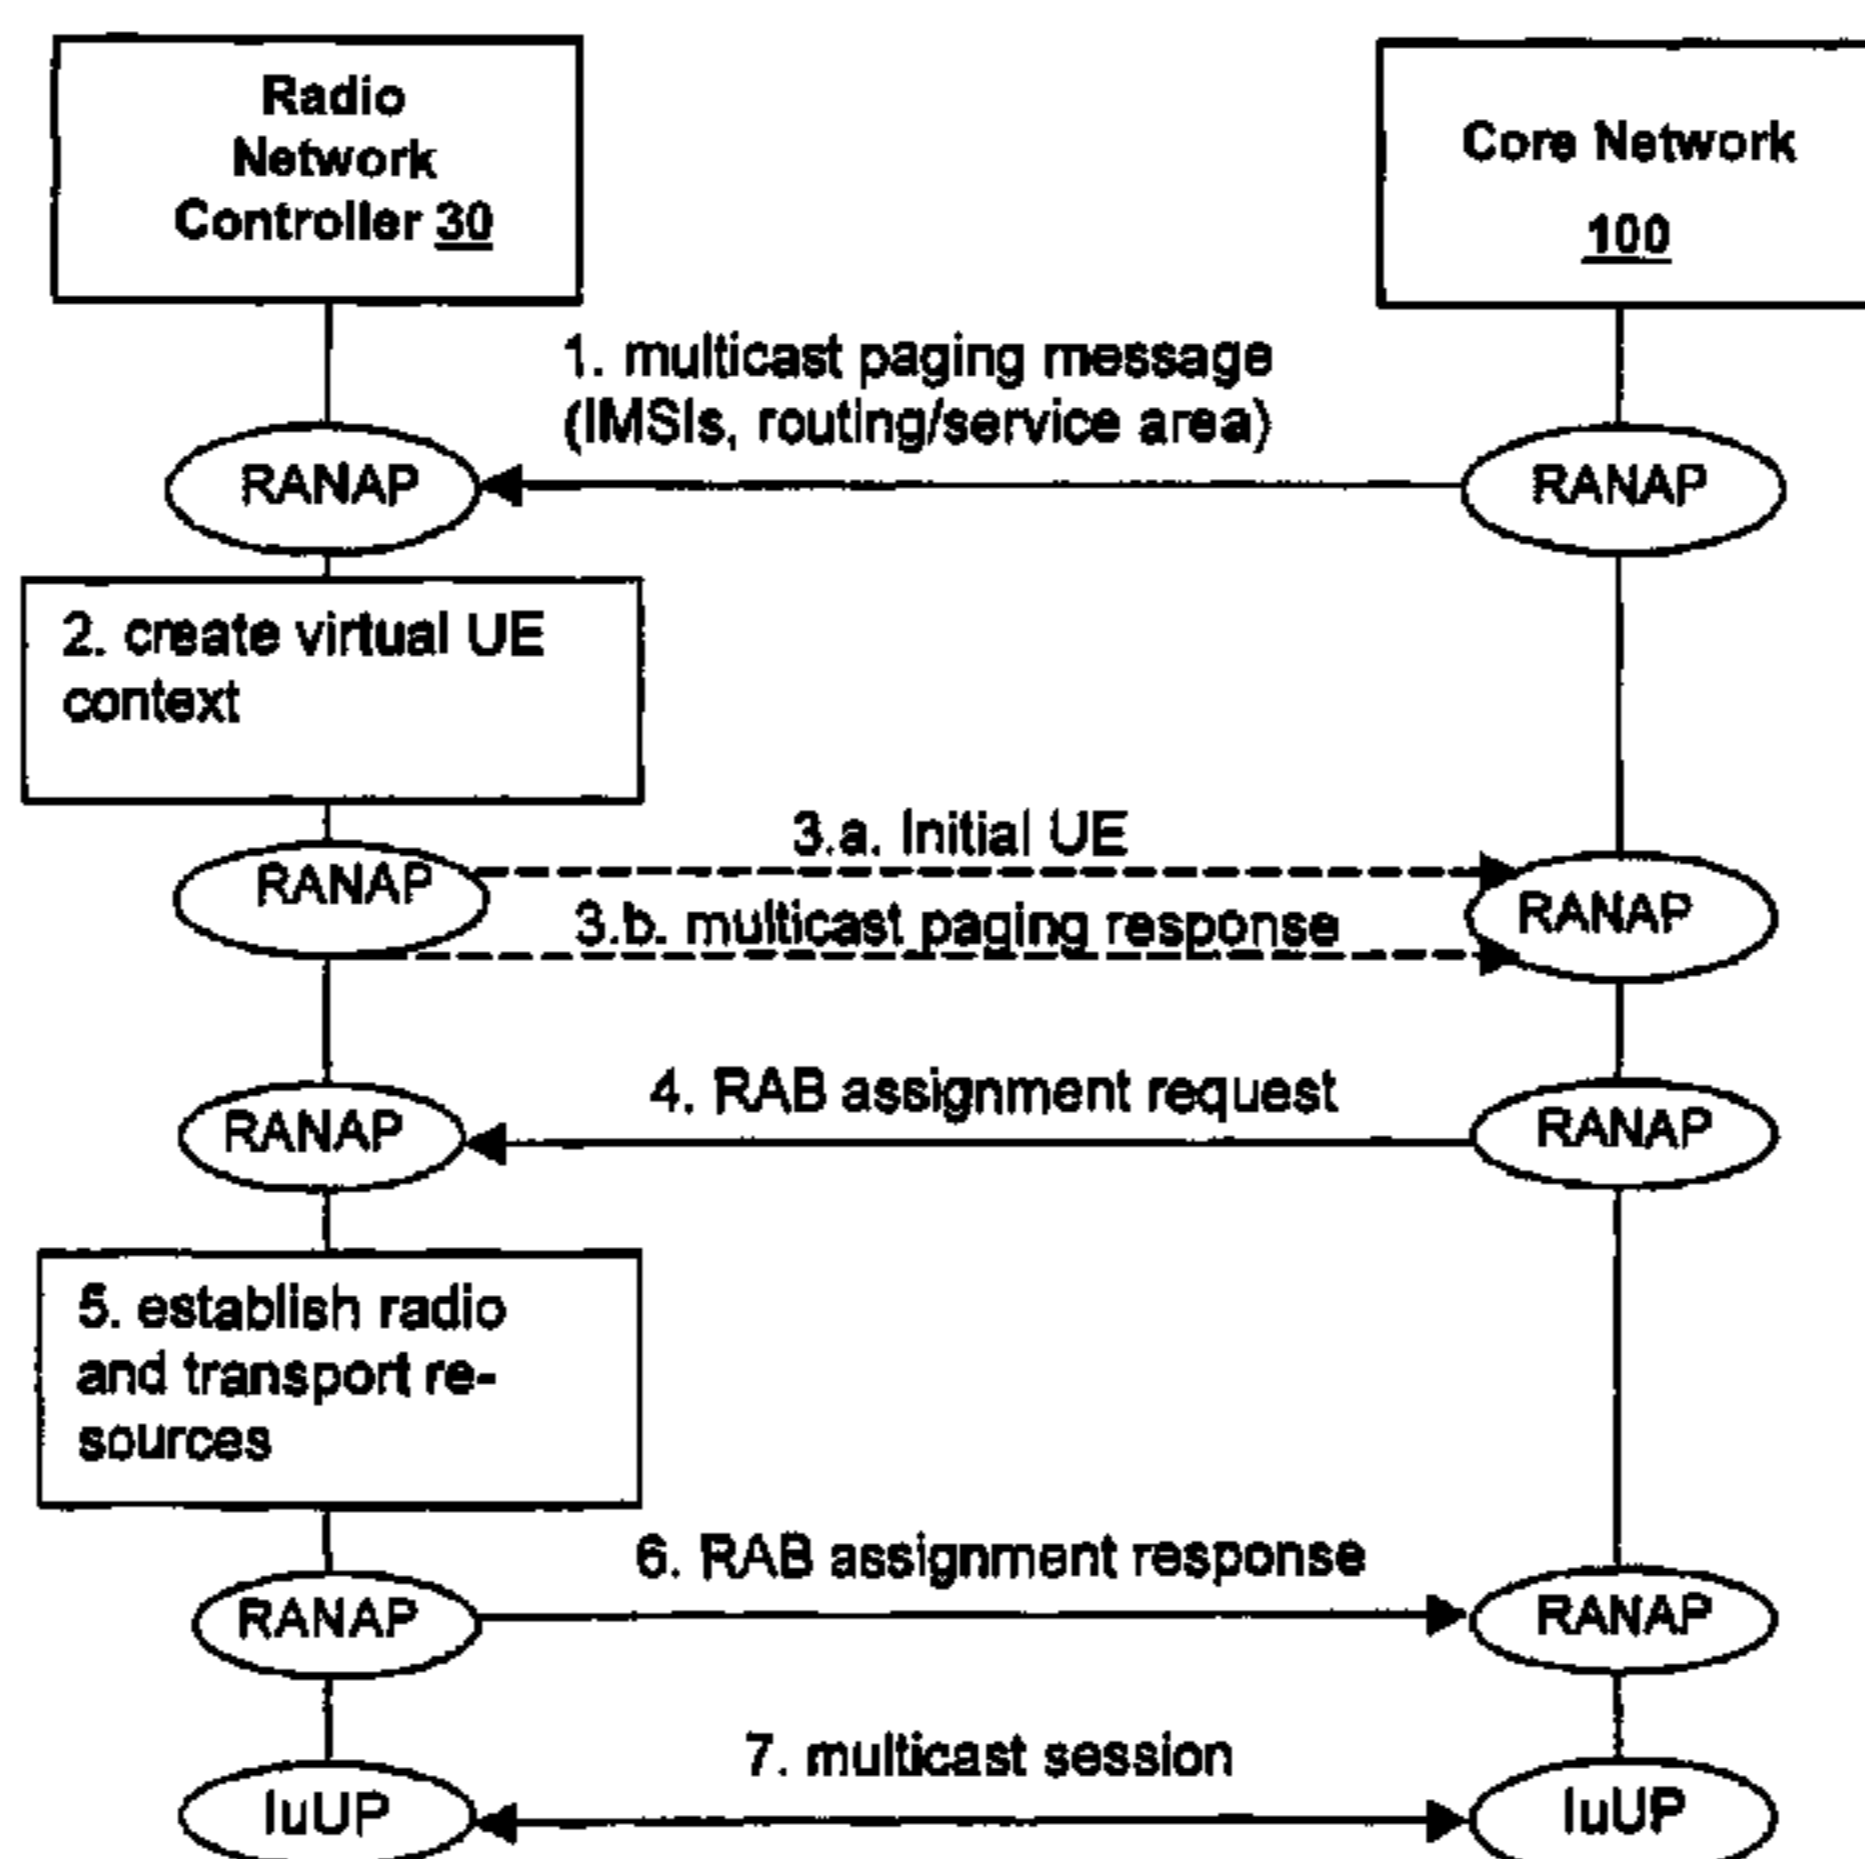 Radio
Network
Controller 30
Core Network
100
1. multicast paging message
(IMSIs, routing/service area)
RANAP
RANAP
2. create virtual UE
context
3.a. Initial UE
RANAP
RANAP
3.b. multicast paging response
4. RAB assignment request
RANAP
RANAP
5. establish radio
and transport re-
sources
6. RAB assignment response
RANAP
RANAP
7. multicast session
IuUP
IuUP